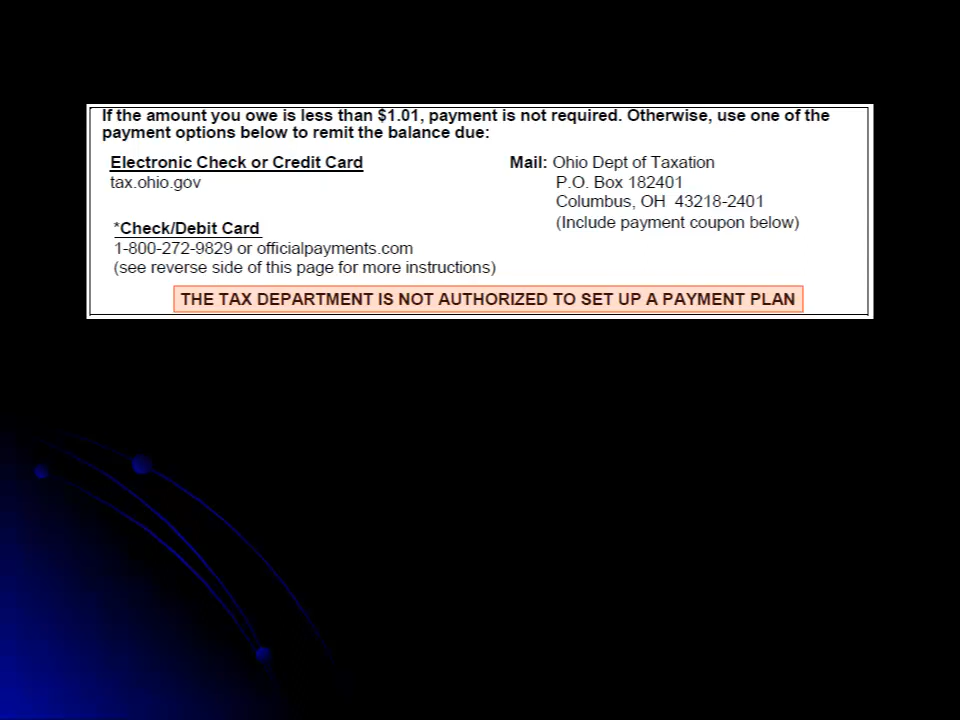 If the amount you owe is less than $1.01, payment is not required. Otherwise, use one of the
payment options below to remit the balance due:
Electronic Check or Credit Card
tax.ohio.gov
*Check/Debit Card
1-800-272-9829 or officialpayments.com
(see reverse side of this page for more instructions)
Mail: Ohio Dept of Taxation
P.O. Box 182401
Columbus, OH 43218-2401
(Include payment coupon below)
THE TAX DEPARTMENT IS NOT AUTHORIZED TO SET UP A PAYMENT PLAN